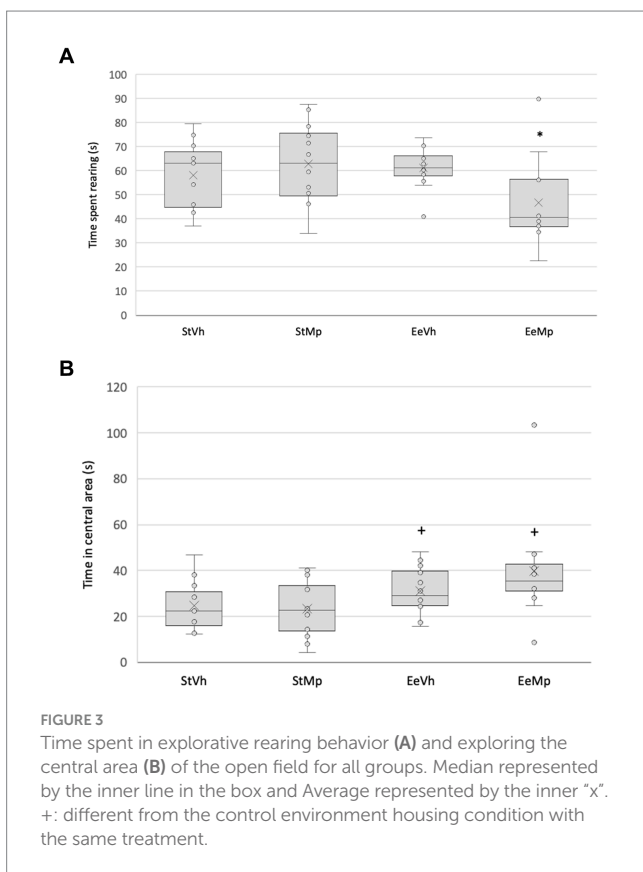 A
Time spent rearing (s)
100
90
80
70
60
50
40
30
20
10
0
*
StVh StMp EeVh EeMp
B
Time in central area (s)
120
100
80
60
40
20
0
+ +
StVh StMp EeVh EeMp
FIGURE 3
Time spent in explorative rearing behavior (A) and exploring the
central area (B) of the open field for all groups. Median represented
by the inner line in the box and Average represented by the inner “x”.
+: different from the control environment housing condition with
the same treatment.